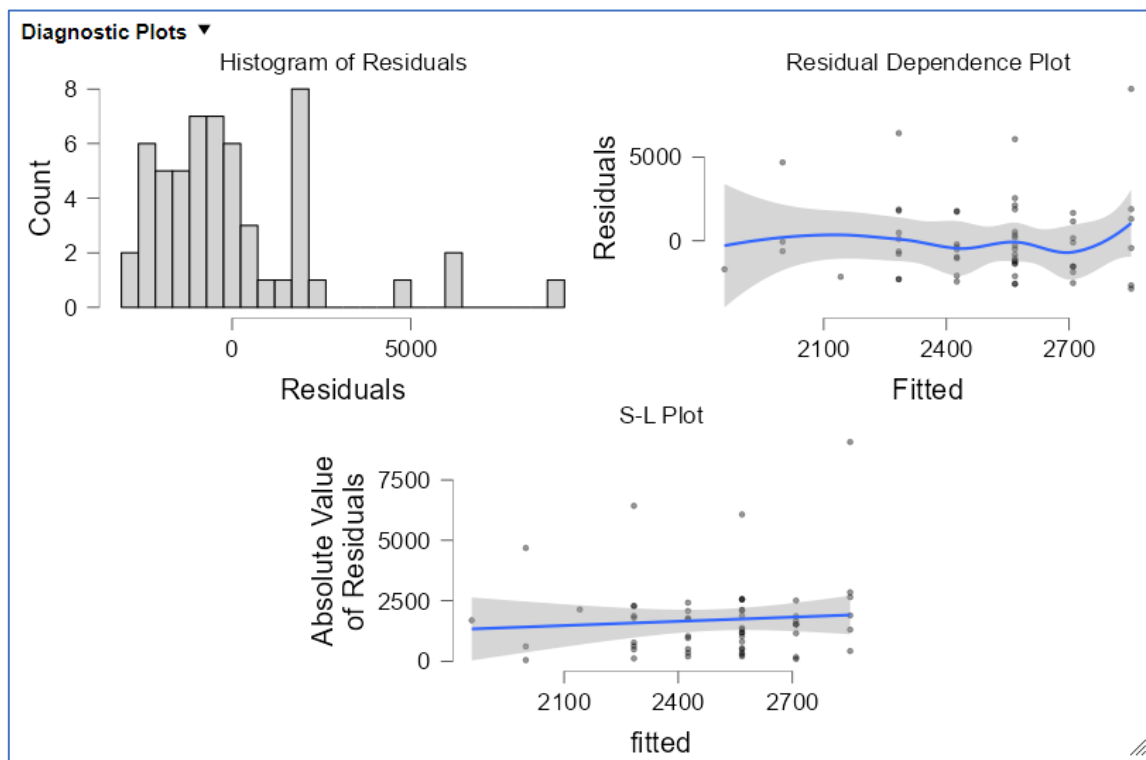 Diagnostic Plots ▼
Histogram of Residuals
8
6
4
2
0
Count
0 5000
Residuals
Residual Dependence Plot
5000
0
Residuals
2100 2400 2700
Fitted
S-L Plot
7500
5000
2500
0
Absolute Value
of Residuals
2100 2400 2700
fitted